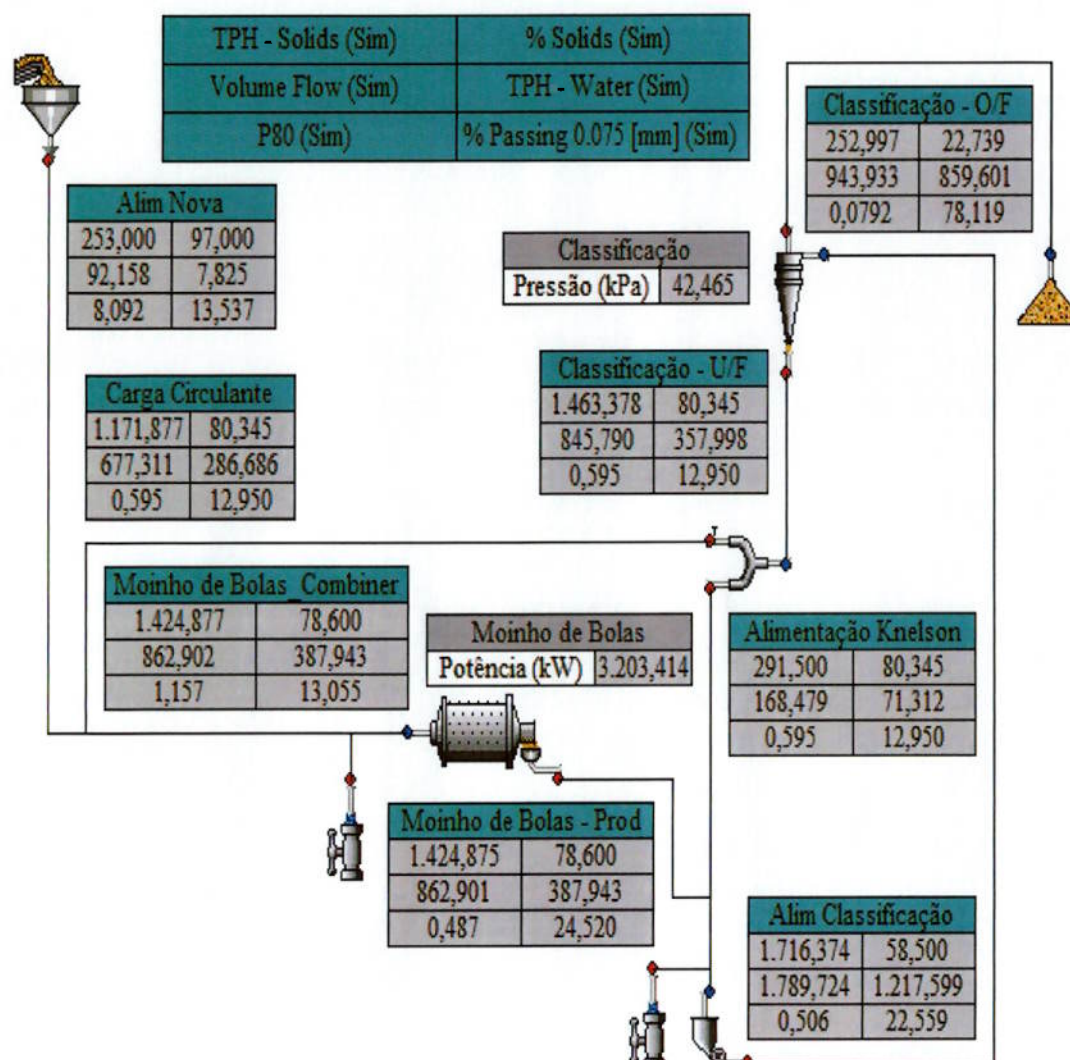 TPH - Solids (Sim) % Solids (Sim)
Volume Flow (Sim) TPH - Water (Sim)
P80 (Sim) % Passing 0.075 [mm] (Sim)
Classificação - O/F
252,997 22,739
943,933 859,601
0,0792 78,119
Alim Nova
253,000 97,000
92,158 7,825
8,092 13,537
Classificação
Pressão (kPa) 42,465
Classificação - U/F
1.463,378 80,345
845,790 357,998
0,595 12,950
Carga Circulante
1.171,877 80,345
677,311 286,686
0,595 12,950
Moinho de Bolas_Combiner
1.424,877 78,600
862,902 387,943
1,157 13,055
Moinho de Bolas
Potência (kW) 3.203,414
Alimentação Knelson
291,500 80,345
168,479 71,312
0,595 12,950
Moinho de Bolas - Prod
1.424,875 78,600
862,901 387,943
0,487 24,520
Alim Classificação
1.716,374 58,500
1.789,724 1.217,599
0,506 22,559